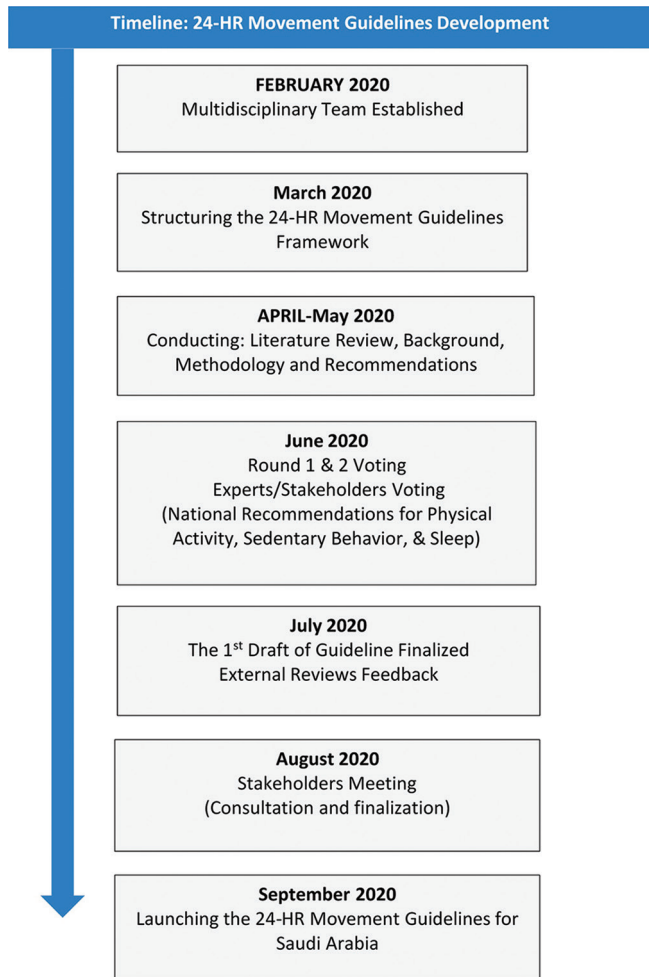 Timeline: 24-HR Movement Guidelines Development
FEBRUARY 2020
Multidisciplinary Team Established
March 2020
Structuring the 24-HR Movement Guidelines
Framework
APRIL-May 2020
Conducting: Literature Review, Background,
Methodology and Recommendations
June 2020
Round 1 & 2 Voting
Experts/Stakeholders Voting
(National Recommendations for Physical
Activity, Sedentary Behavior, & Sleep)
July 2020
The 1st Draft of Guideline Finalized
External Reviews Feedback
August 2020
Stakeholders Meeting
(Consultation and finalization)
September 2020
Launching the 24-HR Movement Guidelines for
Saudi Arabia